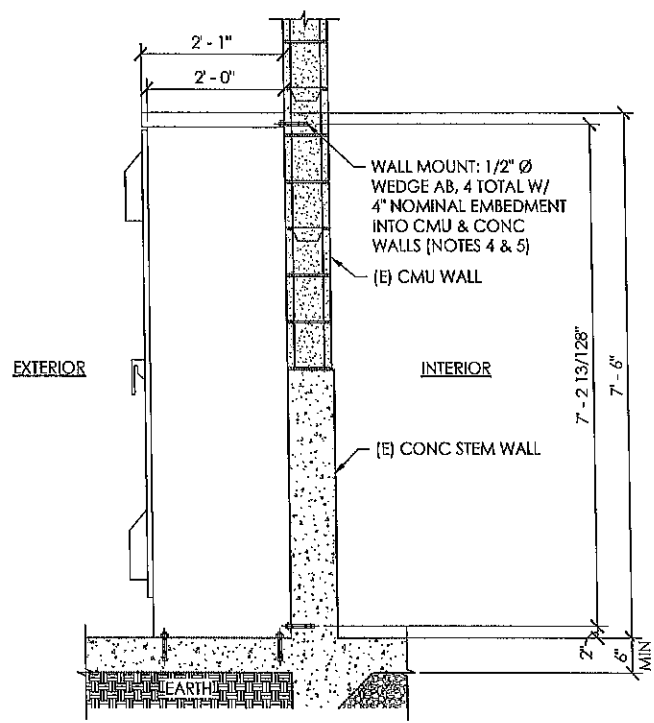 2' - 1"
2' - 0"
WALL MOUNT: 1/2" Ø
WEDGE AB, 4 TOTAL W/
4" NOMINAL EMBEDMENT
INTO CMU & CONC
WALLS (NOTES 4 & 5)
(E) CMU WALL
EXTERIOR
INTERIOR
7' - 2 13/128"
7' - 6"
(E) CONC STEM WALL
2"
6"
MIN
EARTH